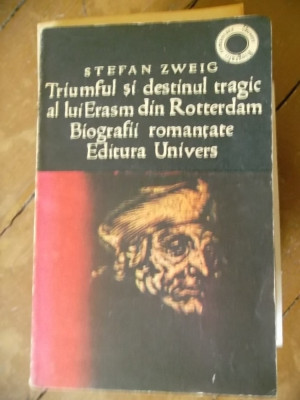 STEFAN ZWEIG
Triumful și destinul tragic
al lui Erasm din Rotterdam
Biografii romanțate
Editura Univers